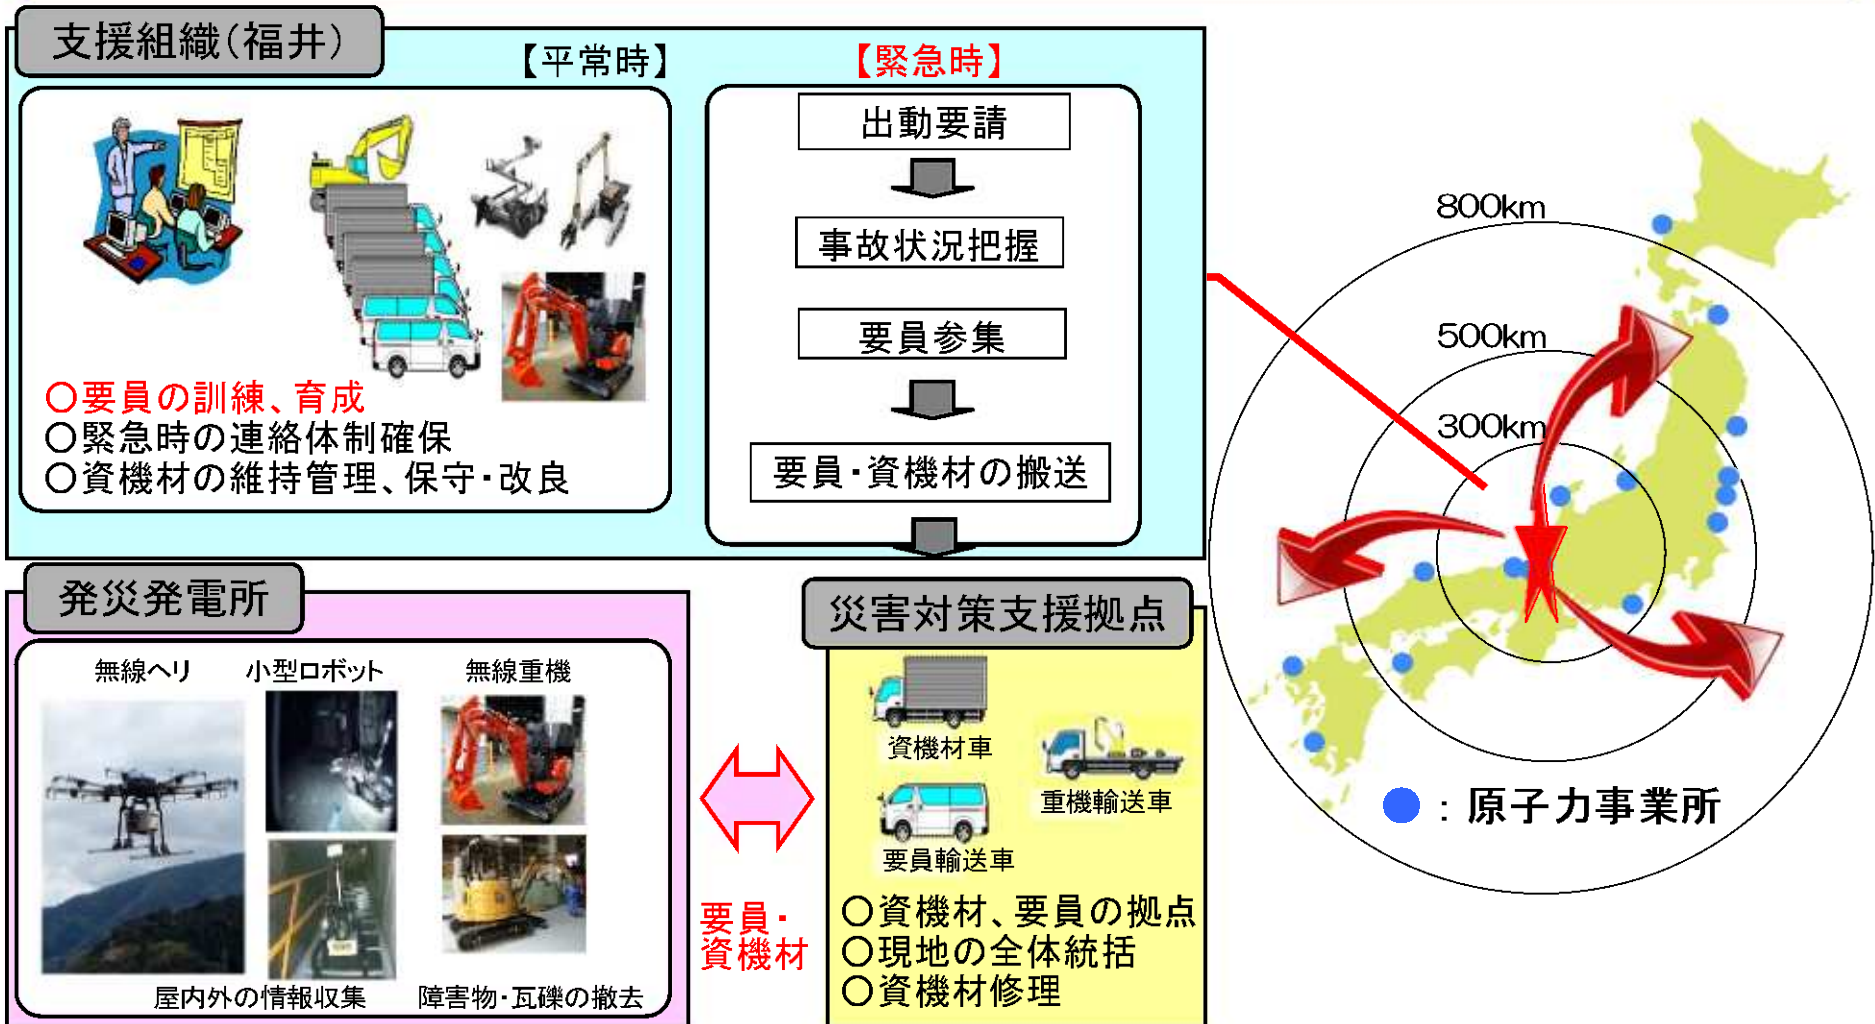 支援組織(福井)
【平常時】
○要員の訓練、育成
○緊急時の連絡体制確保
○資機材の維持管理、保守・改良
【緊急時】
出動要請
事故状況把握
要員参集
要員・資機材の搬送
発災発電所
無線ヘリ
小型ロボット
無線重機
屋内外の情報収集
障害物・瓦礫の撤去
要員・
資機材
災害対策支援拠点
資機材車
重機輸送車
要員輸送車
○資機材、要員の拠点
○現地の全体統括
○資機材修理
800km
500km
300km
：原子力事業所